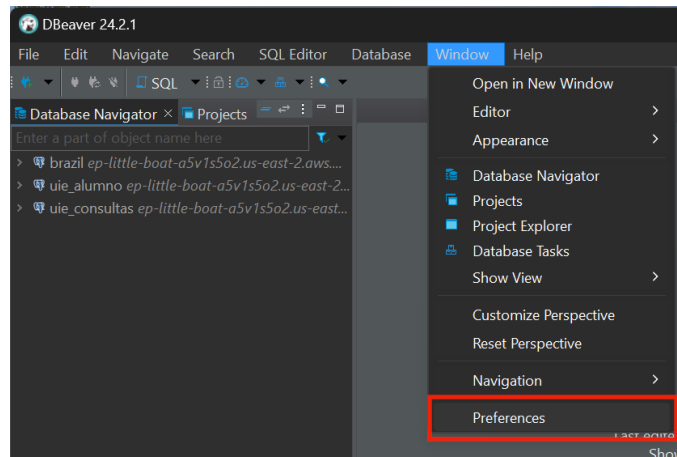 DBeaver 24.2.1
File Edit Navigate Search SQL Editor Database Window Help
SQL
Database Navigator × Projects
Enter a part of object name here
brazil ep-little-boat-a5v1s5o2.us-east-2.aws....
uie_alumno ep-little-boat-a5v1s5o2.us-east-2...
uie_consultas ep-little-boat-a5v1s5o2.us-east...
Open in New Window
Editor
Appearance
Database Navigator
Projects
Project Explorer
Database Tasks
Show View
Customize Perspective
Reset Perspective
Navigation
Preferences